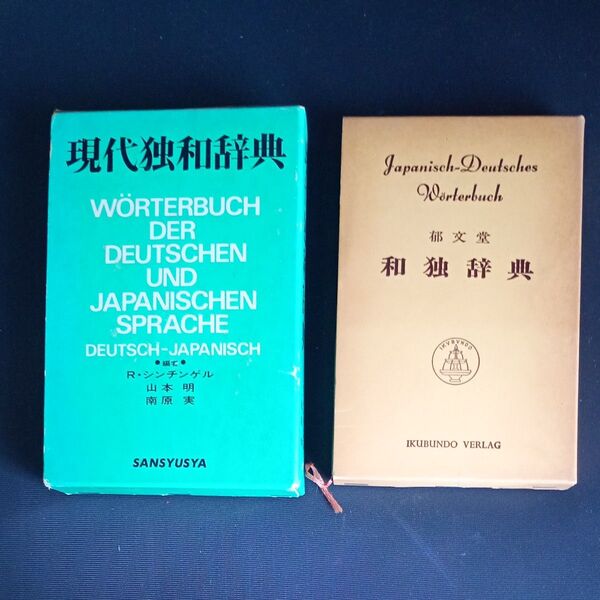 現代独和辞典
WÖRTERBUCH
DER
DEUTSCHEN
UND
JAPANISCHEN
SPRACHE
DEUTSCH-JAPANISCH
R・シンチンゲル
山本 明
南原 実
SANSYUSYA
Japanisch-Deutsches
Wörterbuch
郁文堂
和独辞典
IKUBUNDO
IKUBUNDO VERLAG